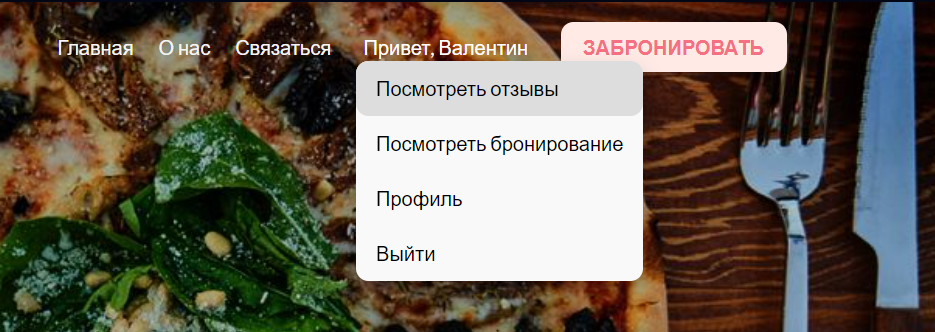 Главная О нас Связаться Привет, Валентин ЗАБРОНИРОВАТЬ
Посмотреть отзывы
Посмотреть бронирование
Профиль
Выйти